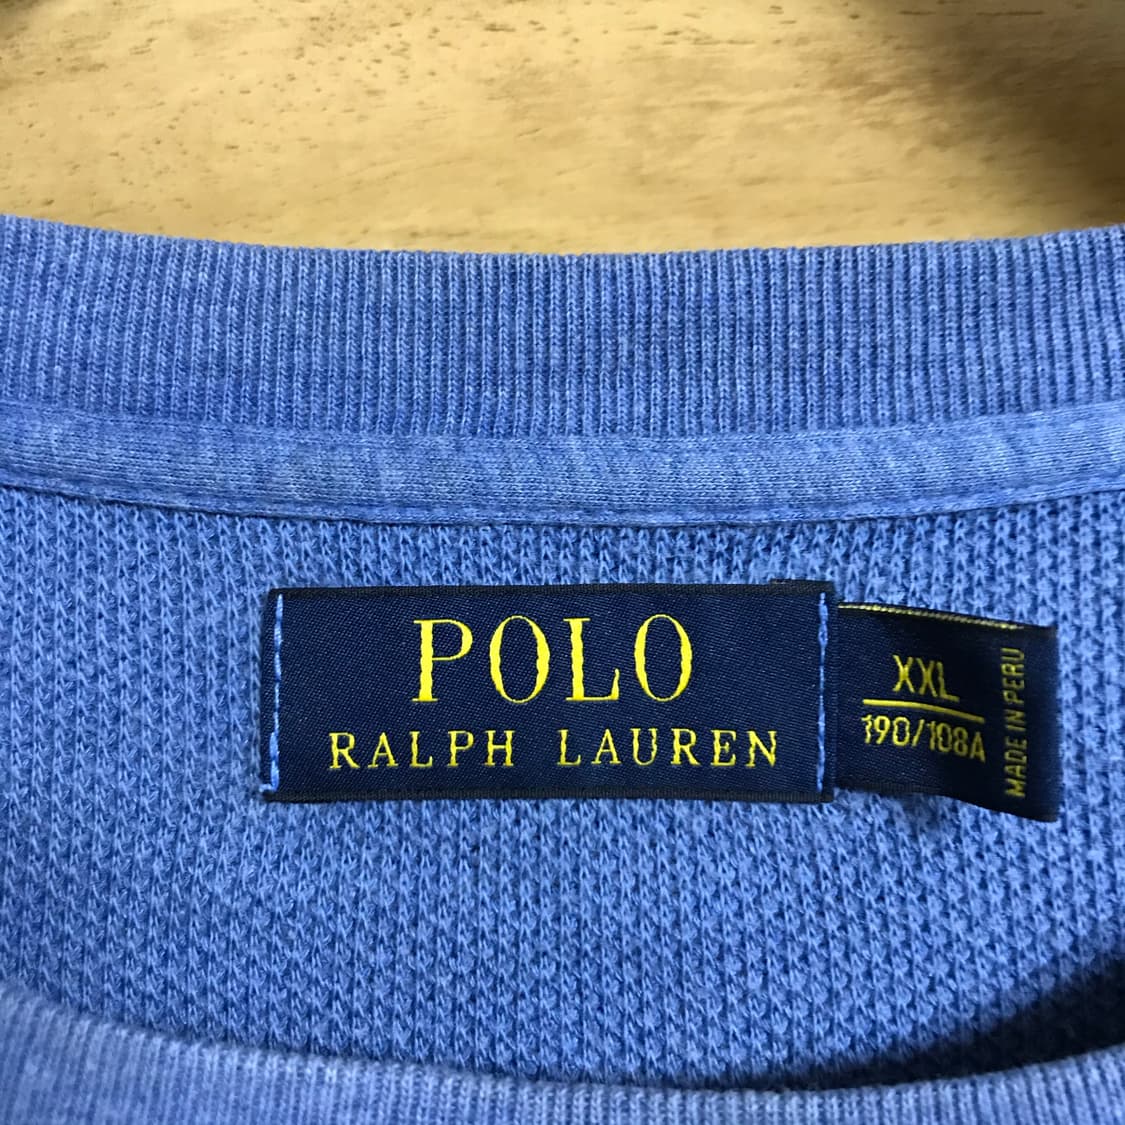 POLO
RALPH LAUREN
XXL
190/108A
MADE IN PERU